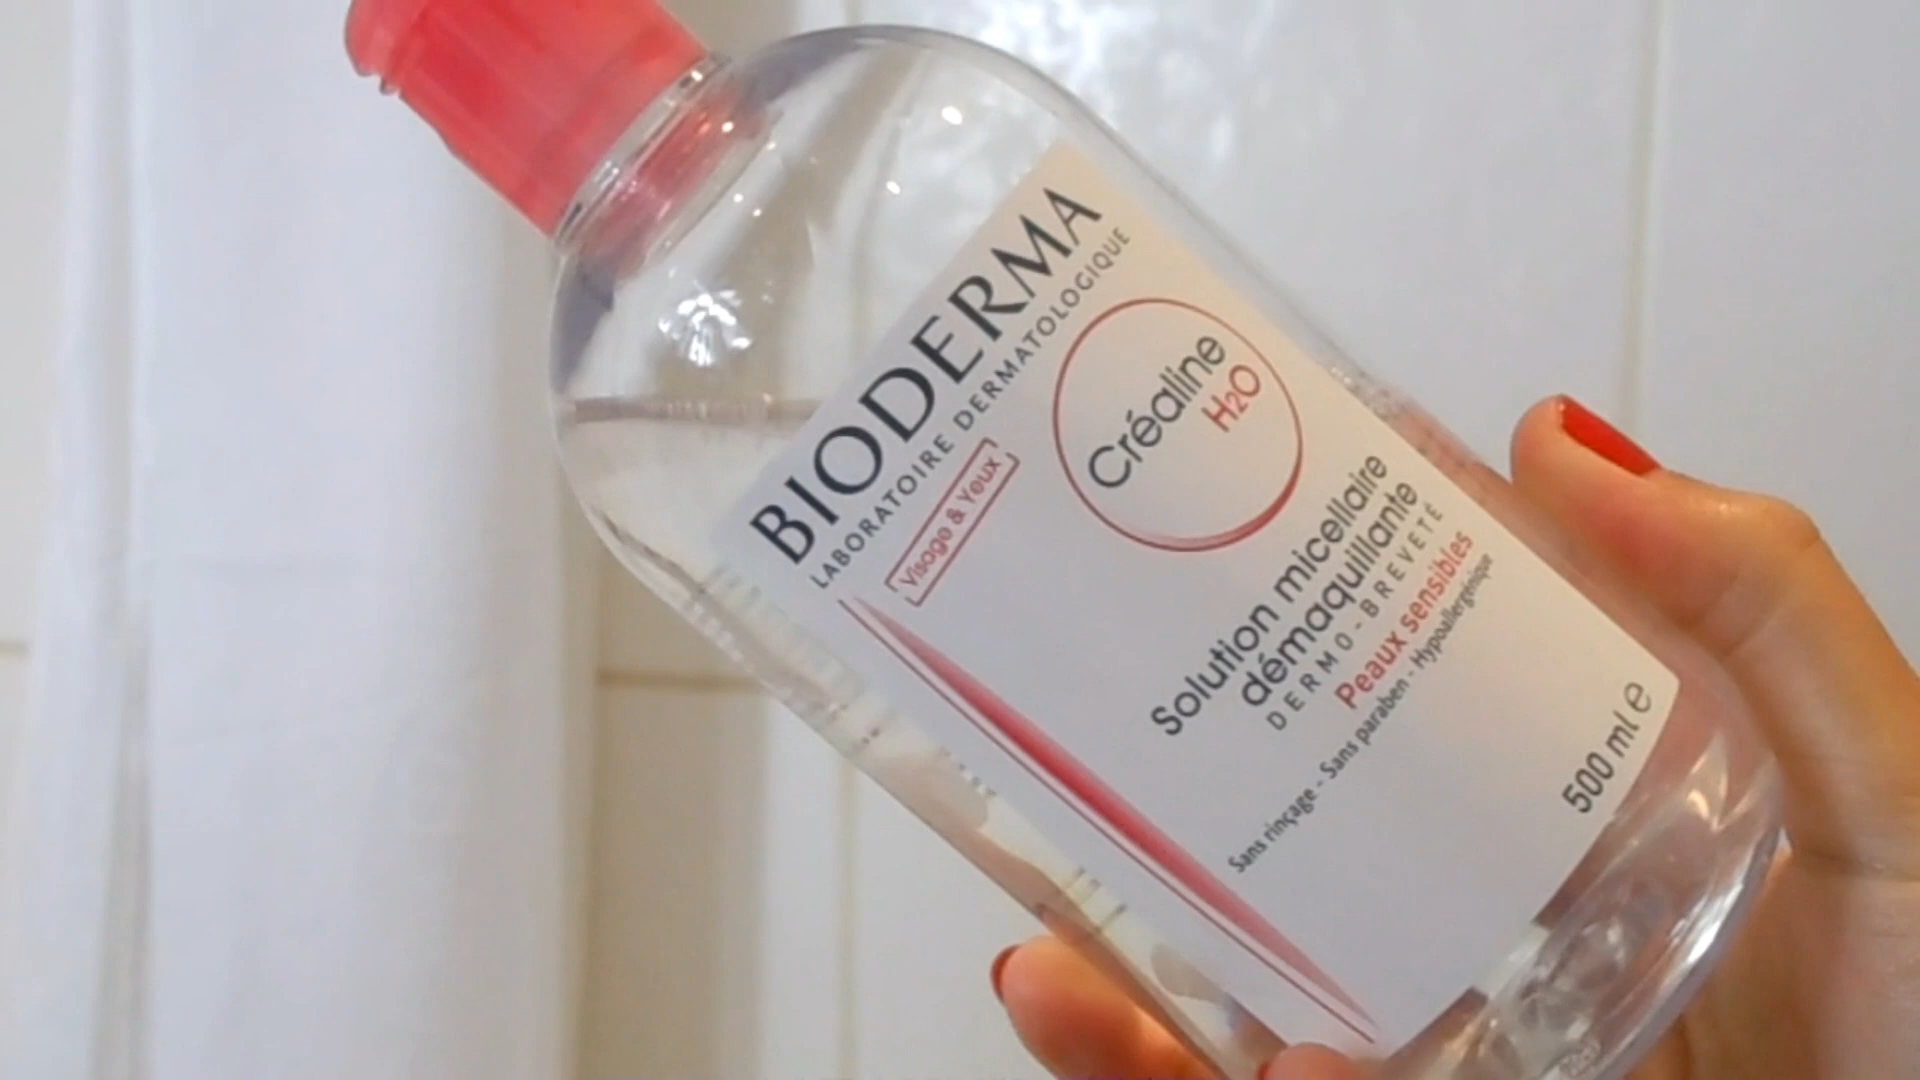 BIODERMA
LABORATOIRE DERMATOLOGIQUE
Visage & Yeux
Créaline
H2O
Solution micellaire
démaquillante
DERMO-BREVETÉ
Peaux sensibles
Sans rinçage - Sans paraben - Hypoallergénique
500 ml e